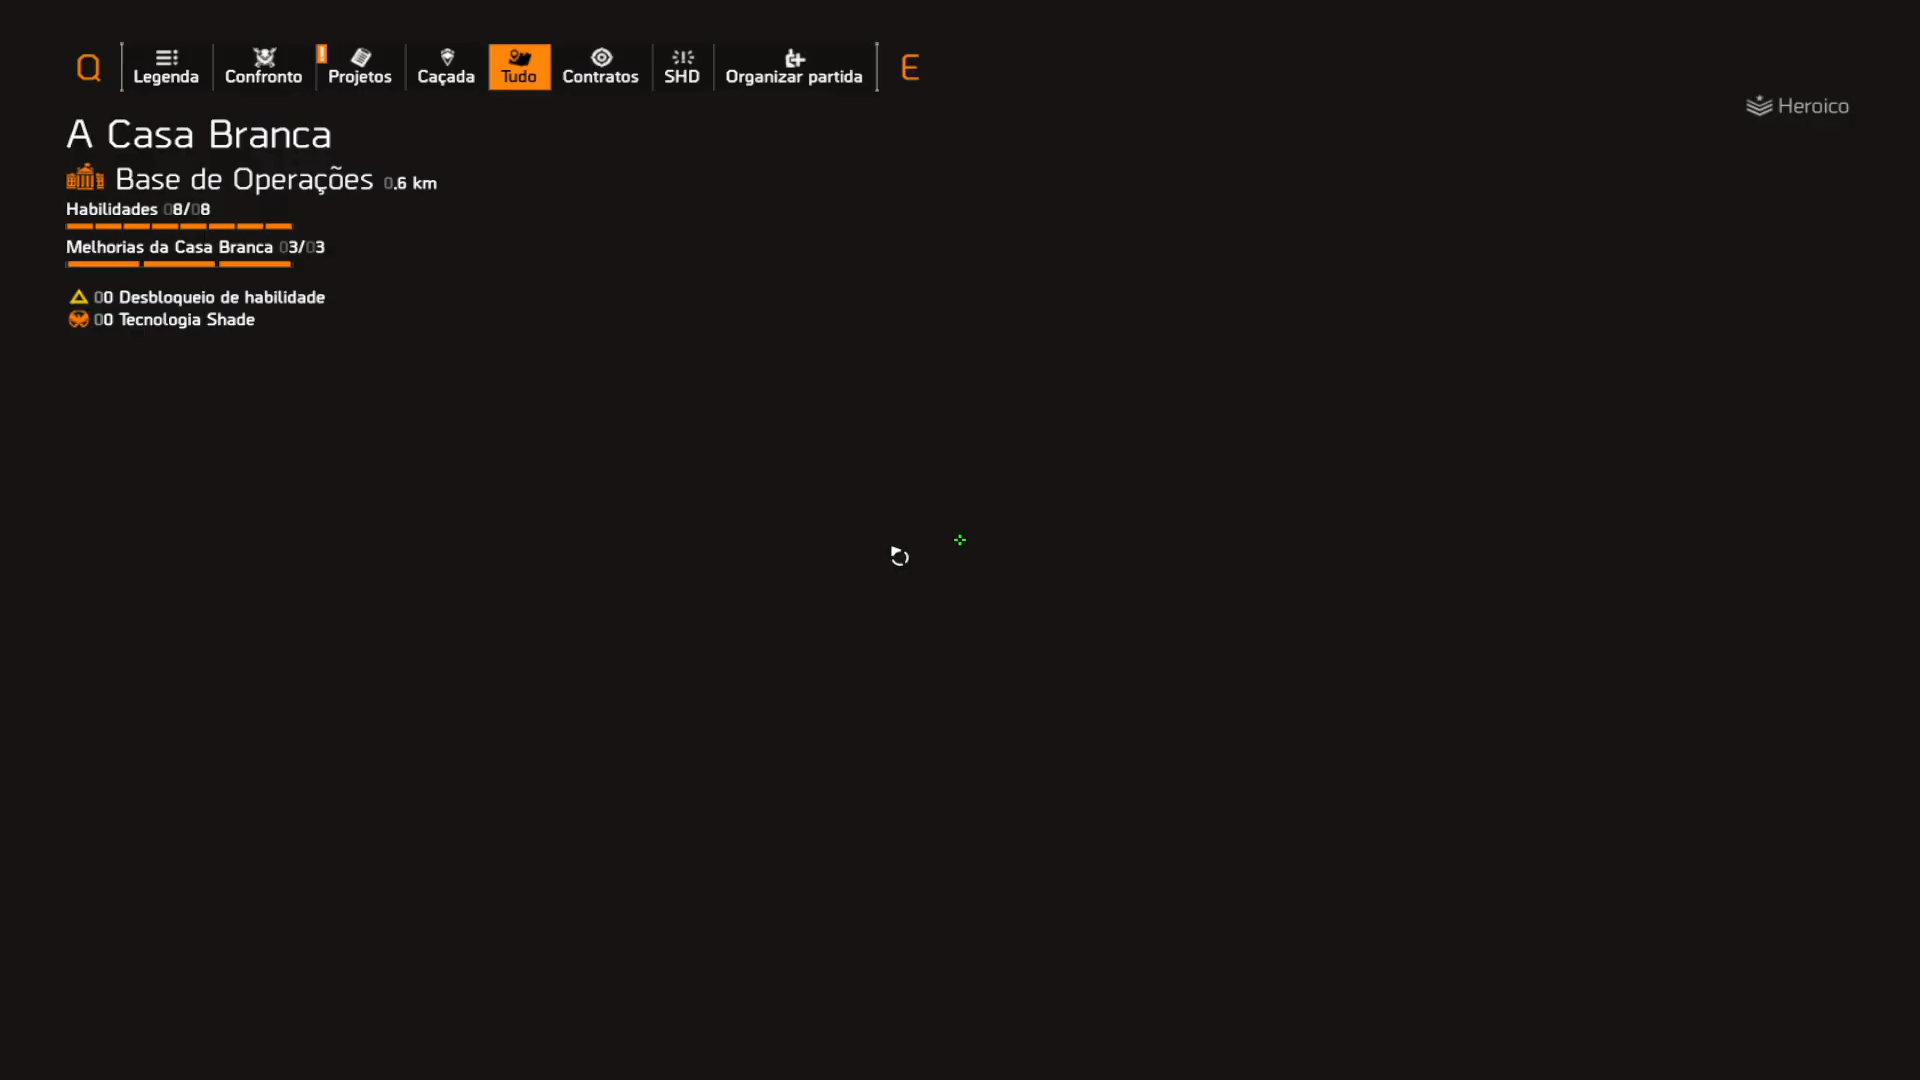 Q Legenda Confronto ! Projetos Caçada Tudo Contratos SHD Organizar partida E
Heroico
A Casa Branca
Base de Operações 0.6 km
Habilidades 08/08
Melhorias da Casa Branca 03/03
00 Desbloqueio de habilidade
00 Tecnologia Shade